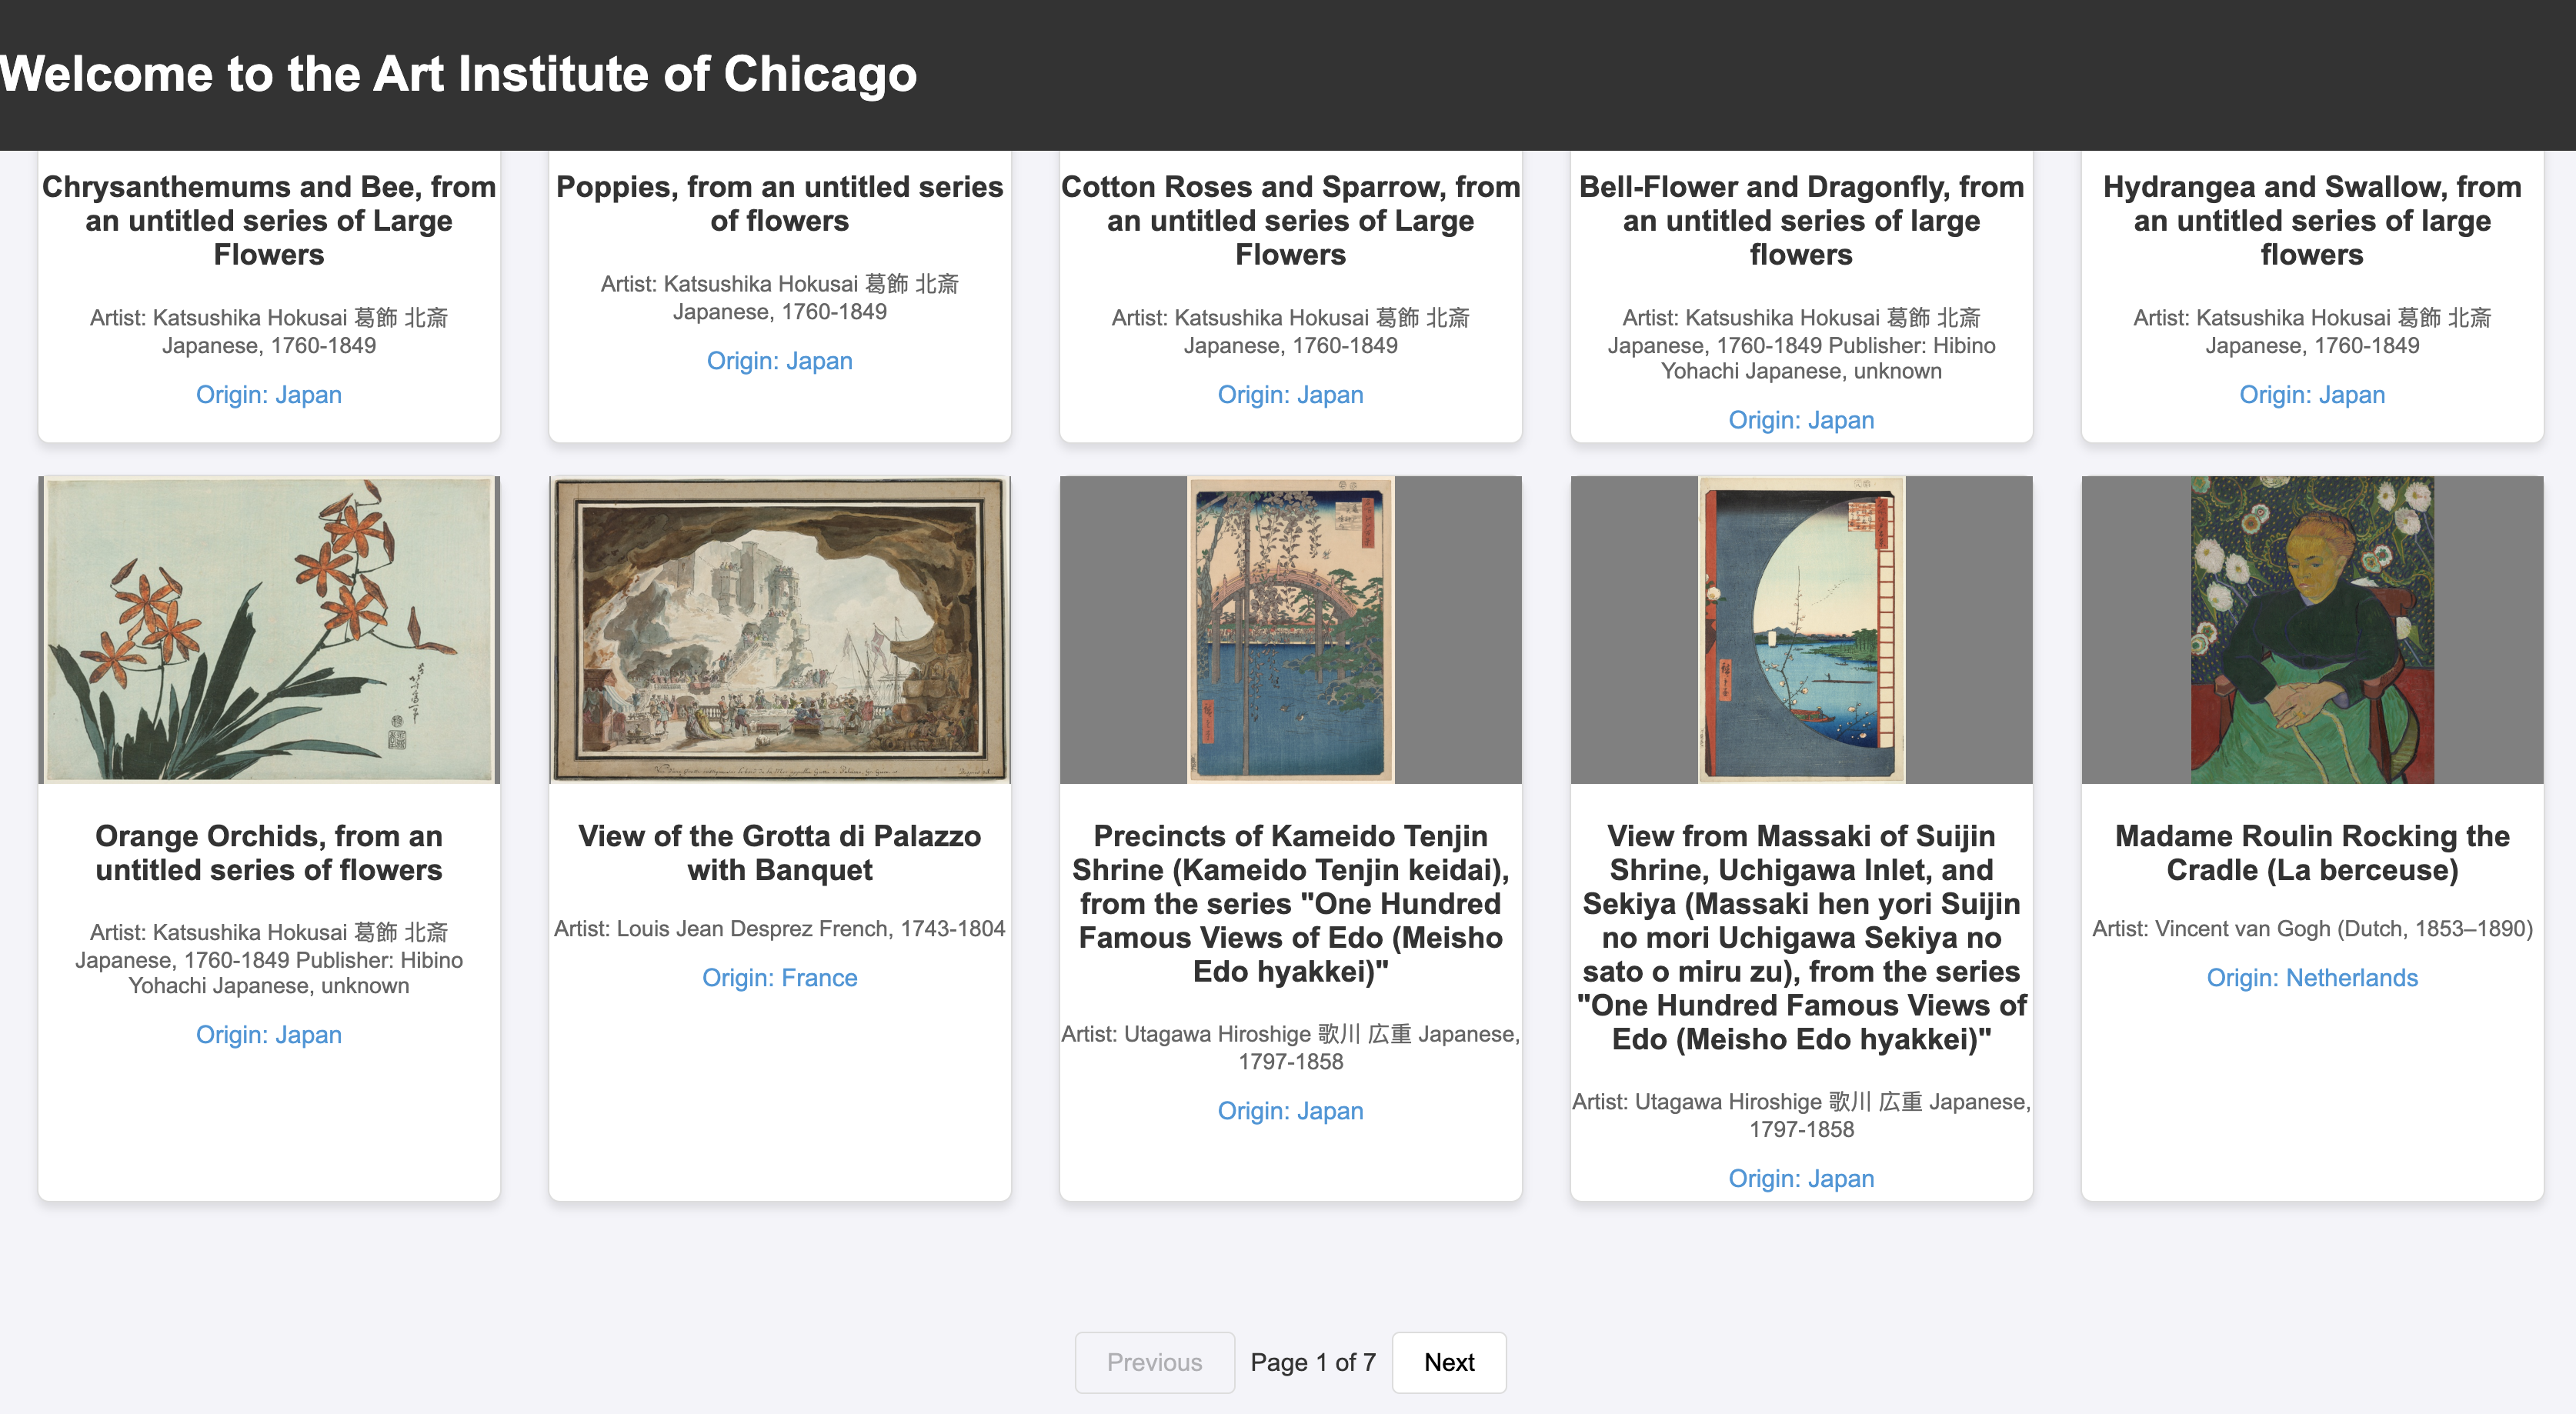 Welcome to the Art Institute of Chicago
Chrysanthemums and Bee, from
an untitled series of Large
Flowers
Artist: Katsushika Hokusai 葛飾 北斎
Japanese, 1760-1849
Origin: Japan
Poppies, from an untitled series
of flowers
Artist: Katsushika Hokusai 葛飾 北斎
Japanese, 1760-1849
Origin: Japan
Cotton Roses and Sparrow, from
an untitled series of Large
Flowers
Artist: Katsushika Hokusai 葛飾 北斎
Japanese, 1760-1849
Origin: Japan
Bell-Flower and Dragonfly, from
an untitled series of large
flowers
Artist: Katsushika Hokusai 葛飾 北斎
Japanese, 1760-1849 Publisher: Hibino
Yohachi Japanese, unknown
Origin: Japan
Hydrangea and Swallow, from
an untitled series of large
flowers
Artist: Katsushika Hokusai 葛飾 北斎
Japanese, 1760-1849
Origin: Japan
Orange Orchids, from an
untitled series of flowers
Artist: Katsushika Hokusai 葛飾 北斎
Japanese, 1760-1849 Publisher: Hibino
Yohachi Japanese, unknown
Origin: Japan
View of the Grotta di Palazzo
with Banquet
Artist: Louis Jean Desprez French, 1743-1804
Origin: France
Precincts of Kameido Tenjin
Shrine (Kameido Tenjin keidai),
from the series "One Hundred
Famous Views of Edo (Meisho
Edo hyakkei)"
Artist: Utagawa Hiroshige 歌川 広重 Japanese,
1797-1858
Origin: Japan
View from Massaki of Suijin
Shrine, Uchigawa Inlet, and
Sekiya (Massaki hen yori Suijin
no mori Uchigawa Sekiya no
sato o miru zu), from the series
"One Hundred Famous Views of
Edo (Meisho Edo hyakkei)"
Artist: Utagawa Hiroshige 歌川 広重 Japanese,
1797-1858
Origin: Japan
Madame Roulin Rocking the
Cradle (La berceuse)
Artist: Vincent van Gogh (Dutch, 1853–1890)
Origin: Netherlands
Previous
Page 1 of 7
Next